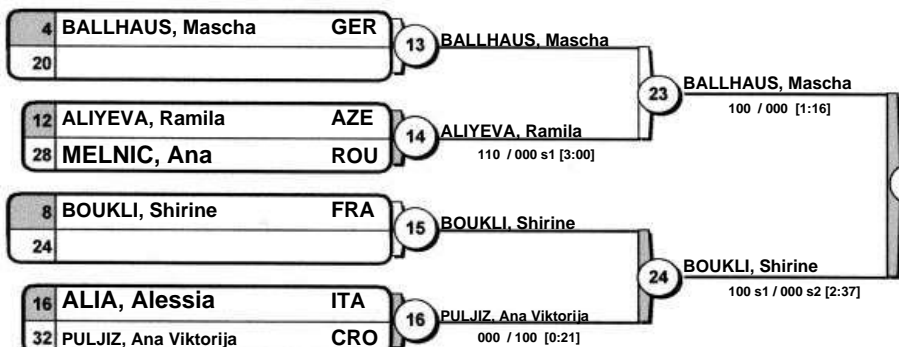 4 BALLHAUS, Mascha GER
20
13
BALLHAUS, Mascha
12 ALIYEVA, Ramila AZE
28 MELNIC, Ana ROU
14
ALIYEVA, Ramila
110 / 000 s1 [3:00]
23
BALLHAUS, Mascha
100 / 000 [1:16]
8 BOUKLI, Shirine FRA
24
15
BOUKLI, Shirine
16 ALIA, Alessia ITA
32 PULJIZ, Ana Viktorija CRO
16
PULJIZ, Ana Viktorija
000 / 100 [0:21]
24
BOUKLI, Shirine
100 s1 / 000 s2 [2:37]